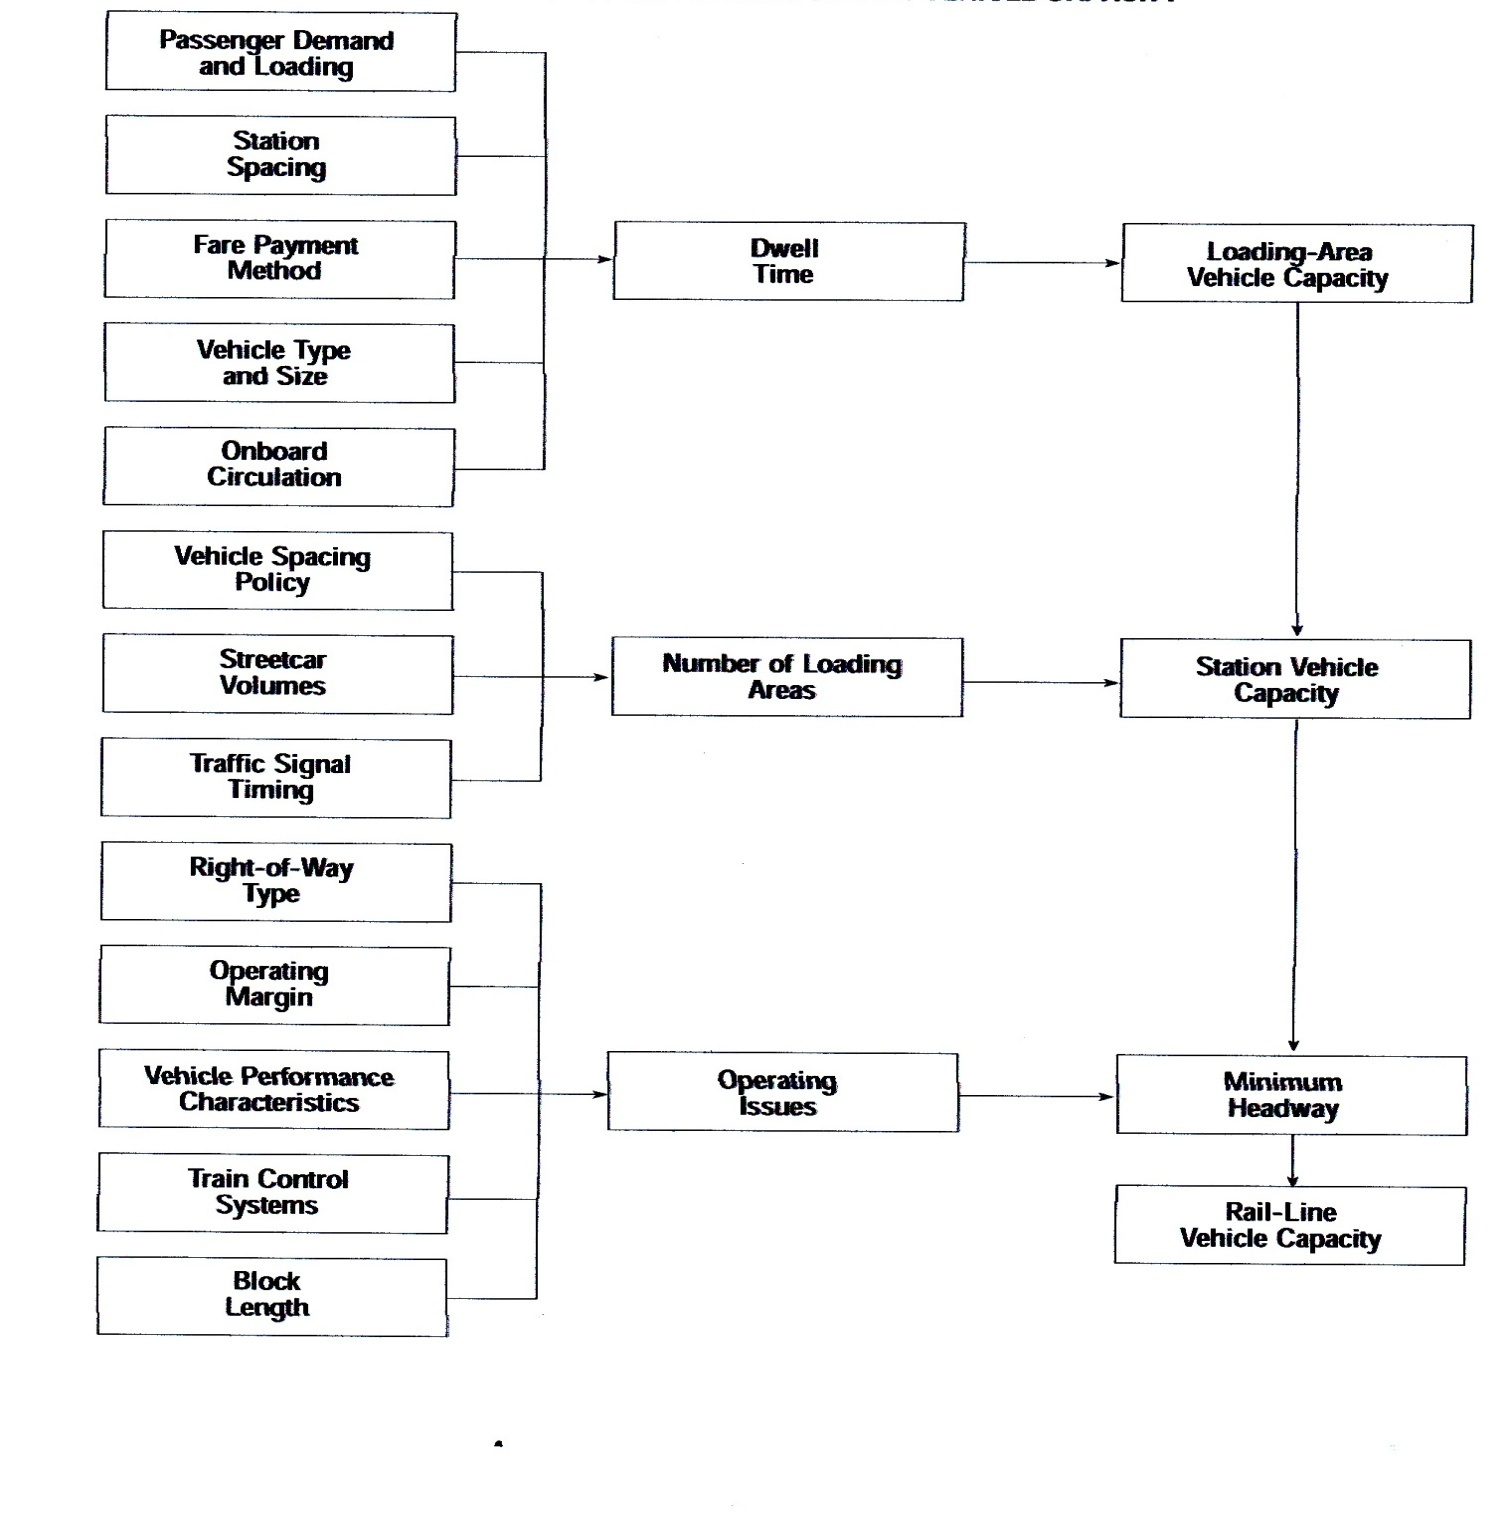 Passenger Demand
and Loading
Station
Spacing
Fare Payment
Method
Vehicle Type
and Size
Onboard
Circulation
Vehicle Spacing
Policy
Streetcar
Volumes
Traffic Signal
Timing
Right-of-Way
Type
Operating
Margin
Vehicle Performance
Characteristics
Train Control
Systems
Block
Length
Dwell
Time
Number of Loading
Areas
Operating
Issues
Loading-Area
Vehicle Capacity
Station Vehicle
Capacity
Minimum
Headway
Rail-Line
Vehicle Capacity